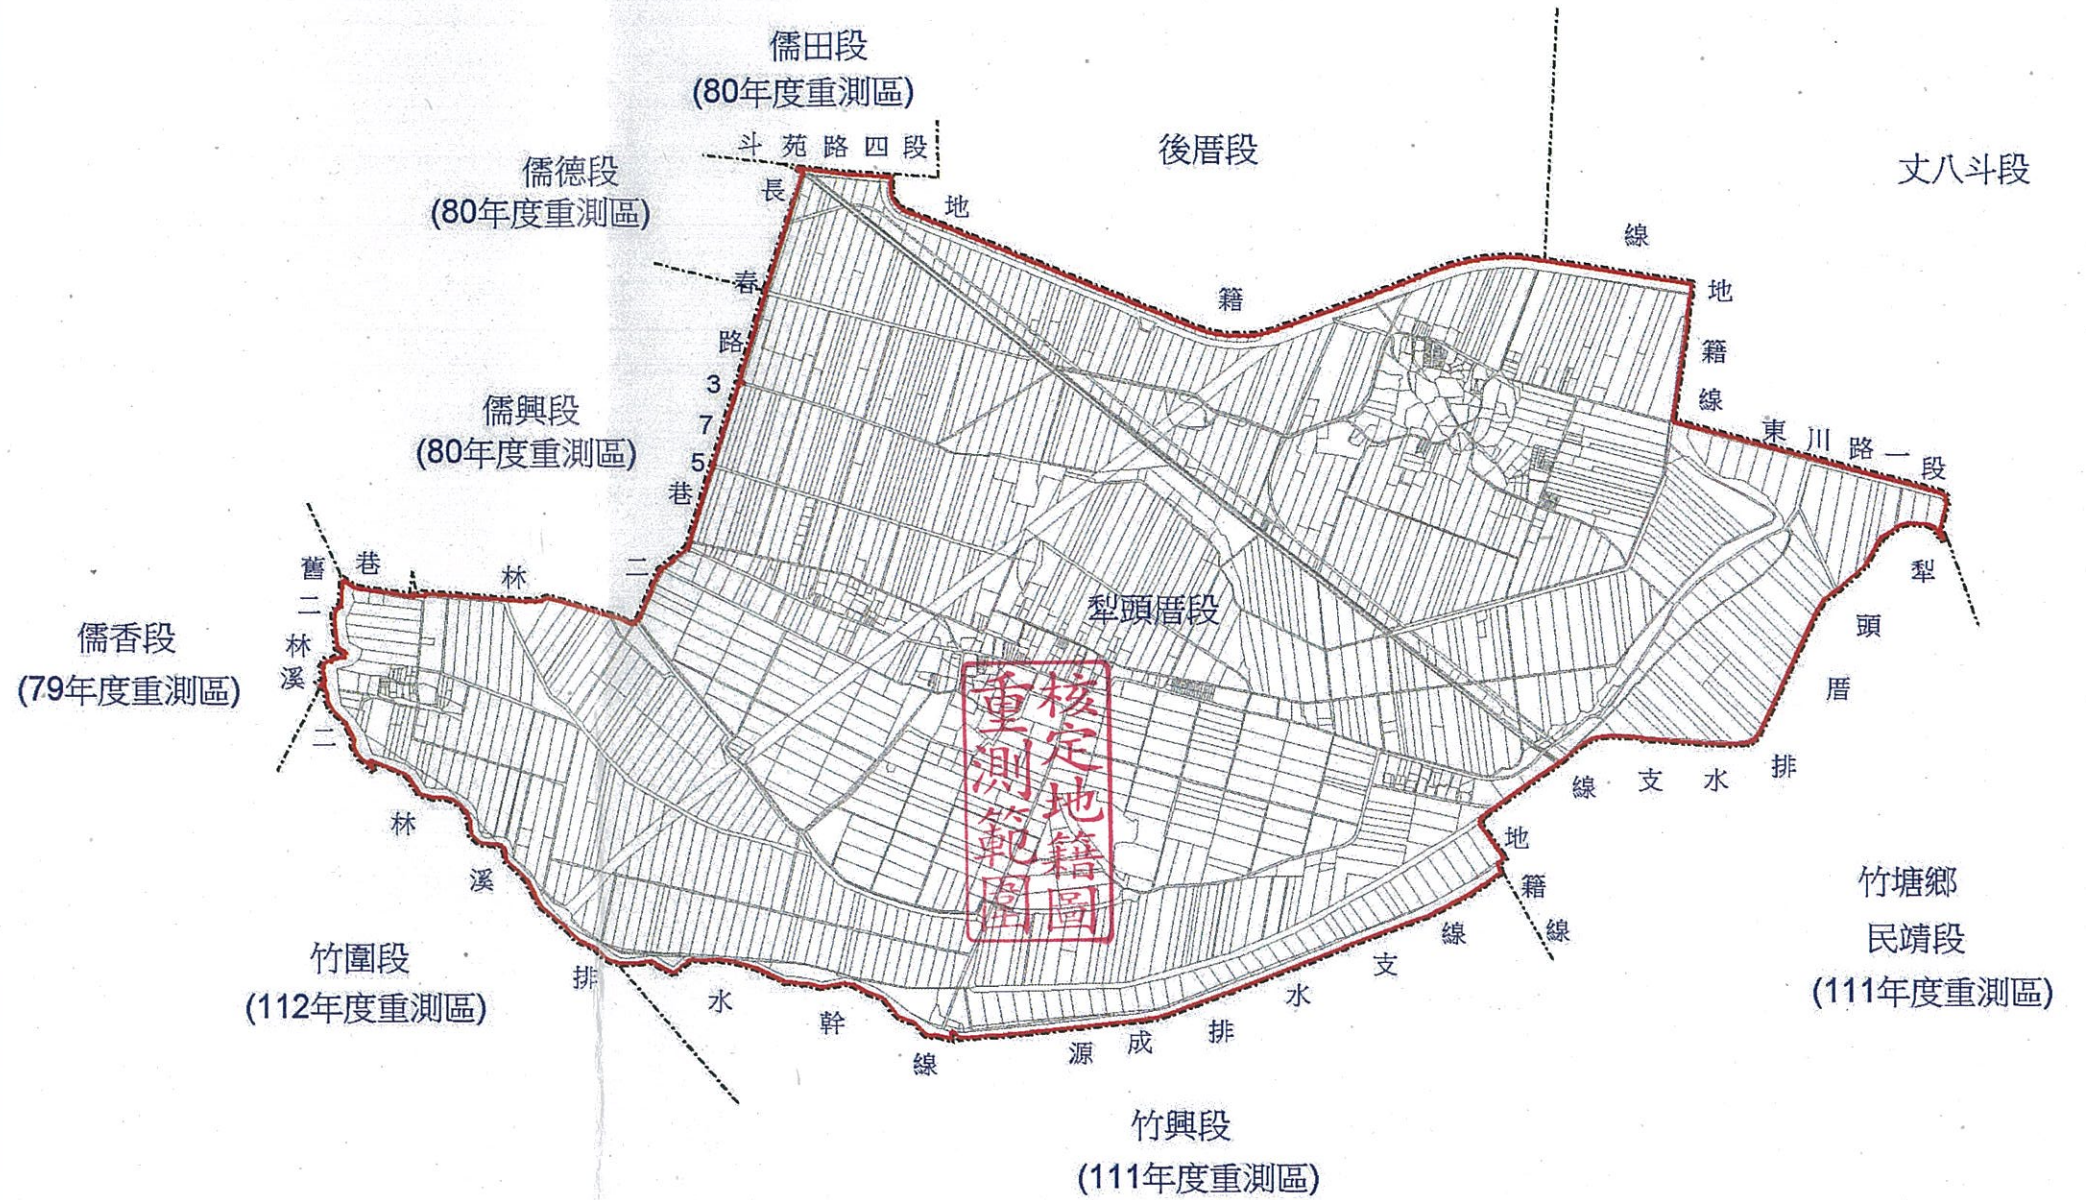 儒田段
(80年度重測區)
斗苑路四段
後厝段
丈八斗段
儒德段
(80年度重測區)
長春路375巷
地籍線
地籍線
東川路一段
儒興段
(80年度重測區)
二林巷
舊二林溪
儒香段
(79年度重測區)
犁頭厝段
犁頭厝排水支線
核定地籍圖
重測範圍
二林溪排水幹線
地籍線
源成排水支線
竹塘鄉
民靖段
(111年度重測區)
竹圍段
(112年度重測區)
竹興段
(111年度重測區)